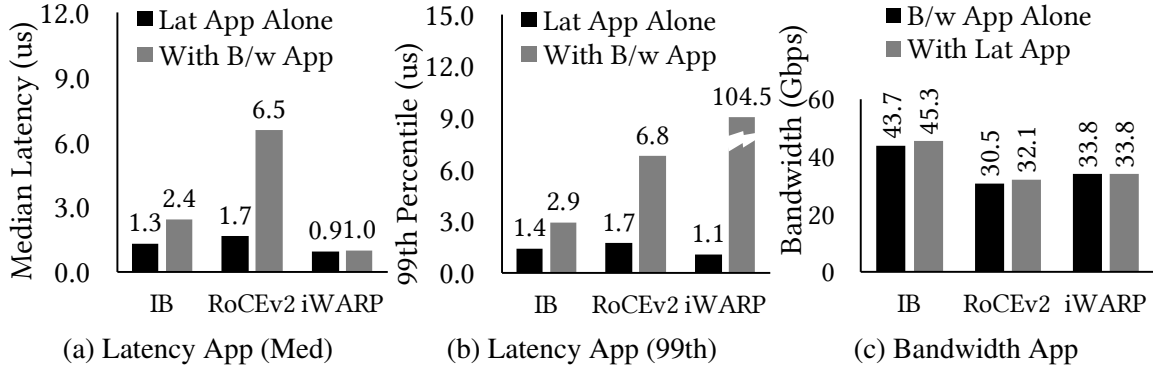 Median Latency (us)
12.0
9.0
6.0
3.0
0.0
Lat App Alone
With B/w App
1.3
2.4
1.7
6.5
0.9
1.0
IB
RoCEv2
iWARP
(a) Latency App (Med)
99th Percentile (us)
15.0
12.0
9.0
6.0
3.0
0.0
Lat App Alone
With B/w App
1.4
2.9
1.7
6.8
1.1
104.5
IB
RoCEv2
iWARP
(b) Latency App (99th)
Bandwidth (Gbps)
60
40
20
0
B/w App Alone
With Lat App
43.7
45.3
30.5
32.1
33.8
33.8
IB
RoCEv2
iWARP
(c) Bandwidth App